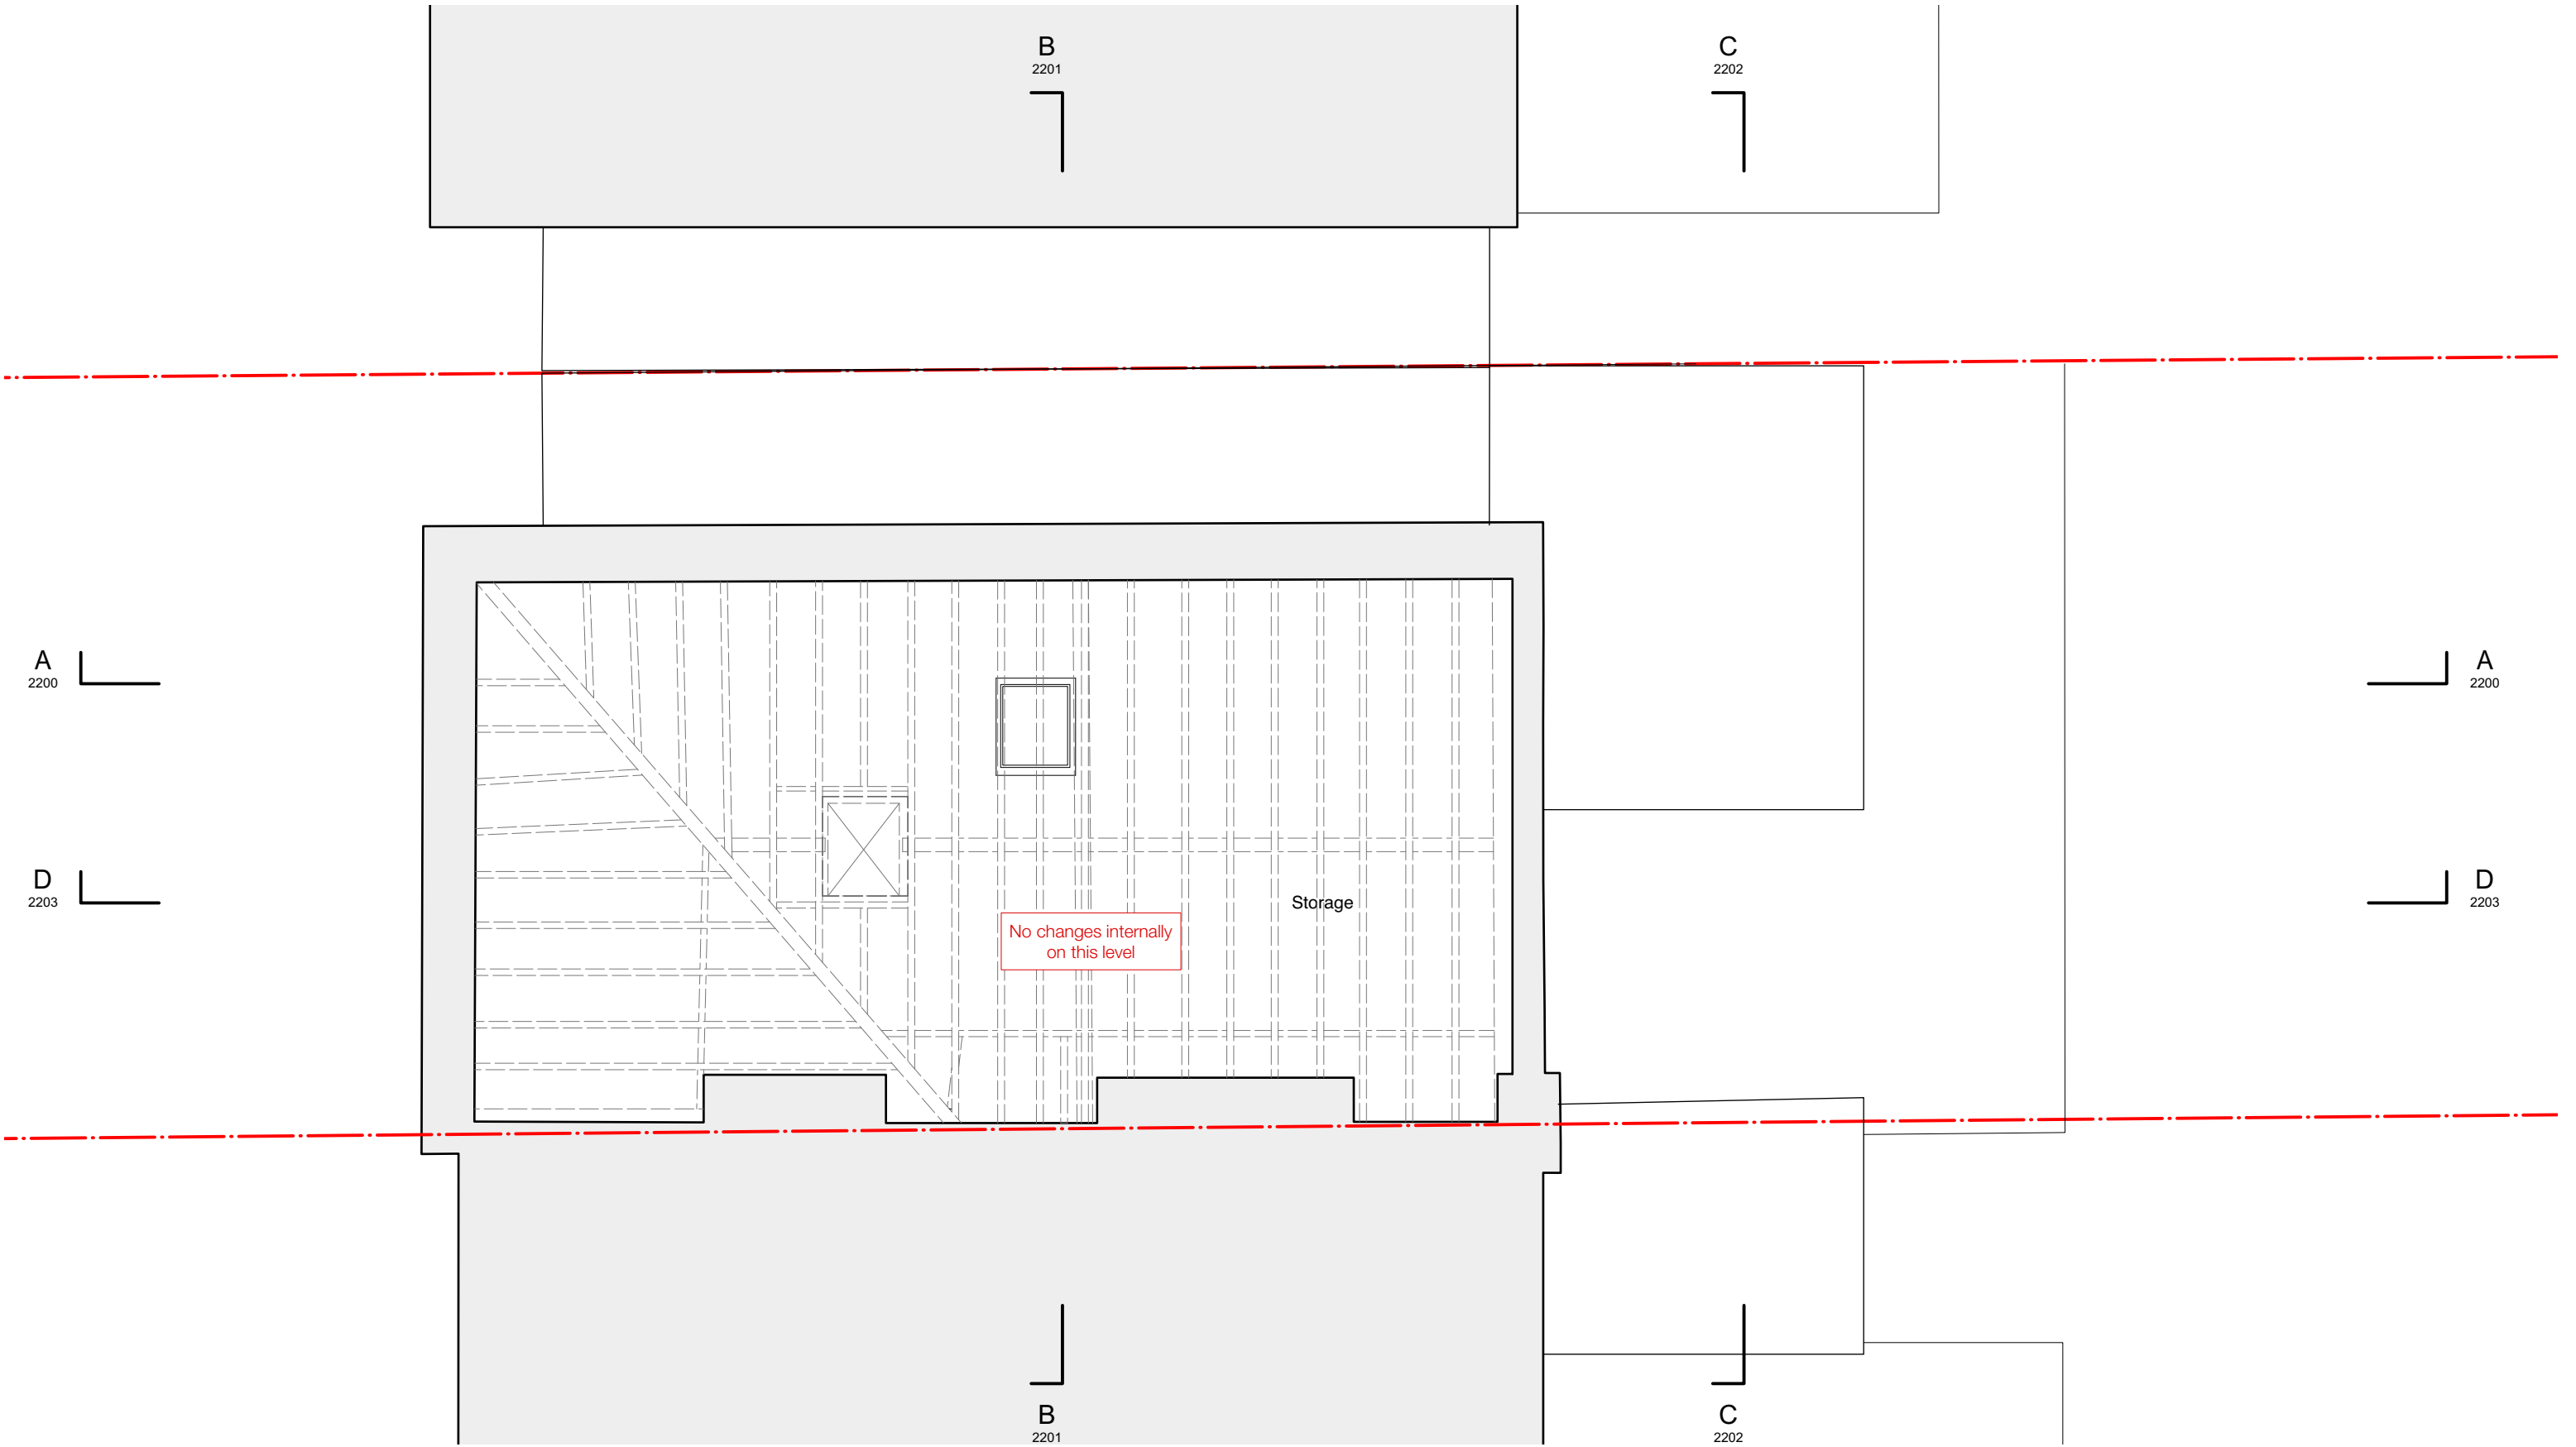 B
2201
C
2202
A
2200
A
2200
D
2203
D
2203
Storage
No changes internally
on this level
B
2201
C
2202